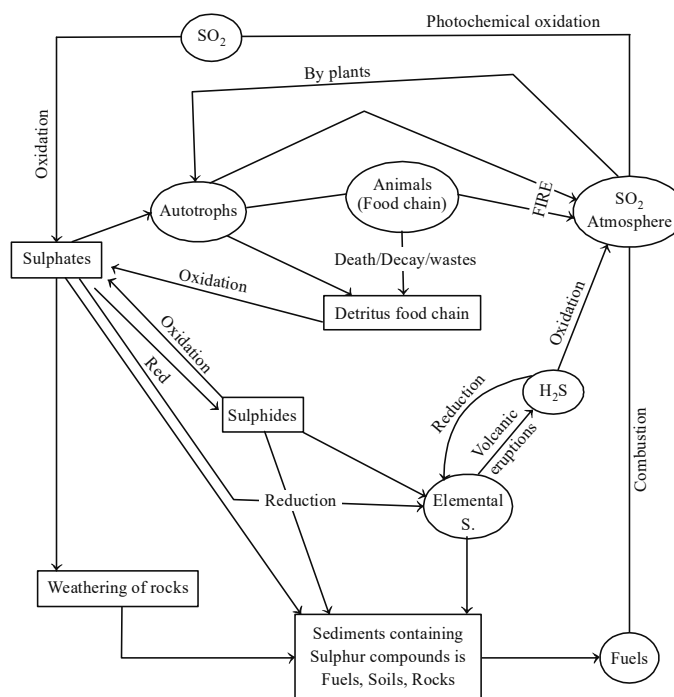 SO₂
Photochemical oxidation
By plants
Oxidation
Autotrophs
Animals
(Food chain)
FIRE
SO₂
Atmosphere
Sulphates
Death/Decay/wastes
Oxidation
Detritus food chain
Oxidation
Red
Oxidation
Sulphides
Reduction
Volcanic
eruptions
H₂S
Combustion
Reduction
Elemental
S.
Weathering of rocks
Sediments containing
Sulphur compounds is
Fuels, Soils, Rocks
Fuels